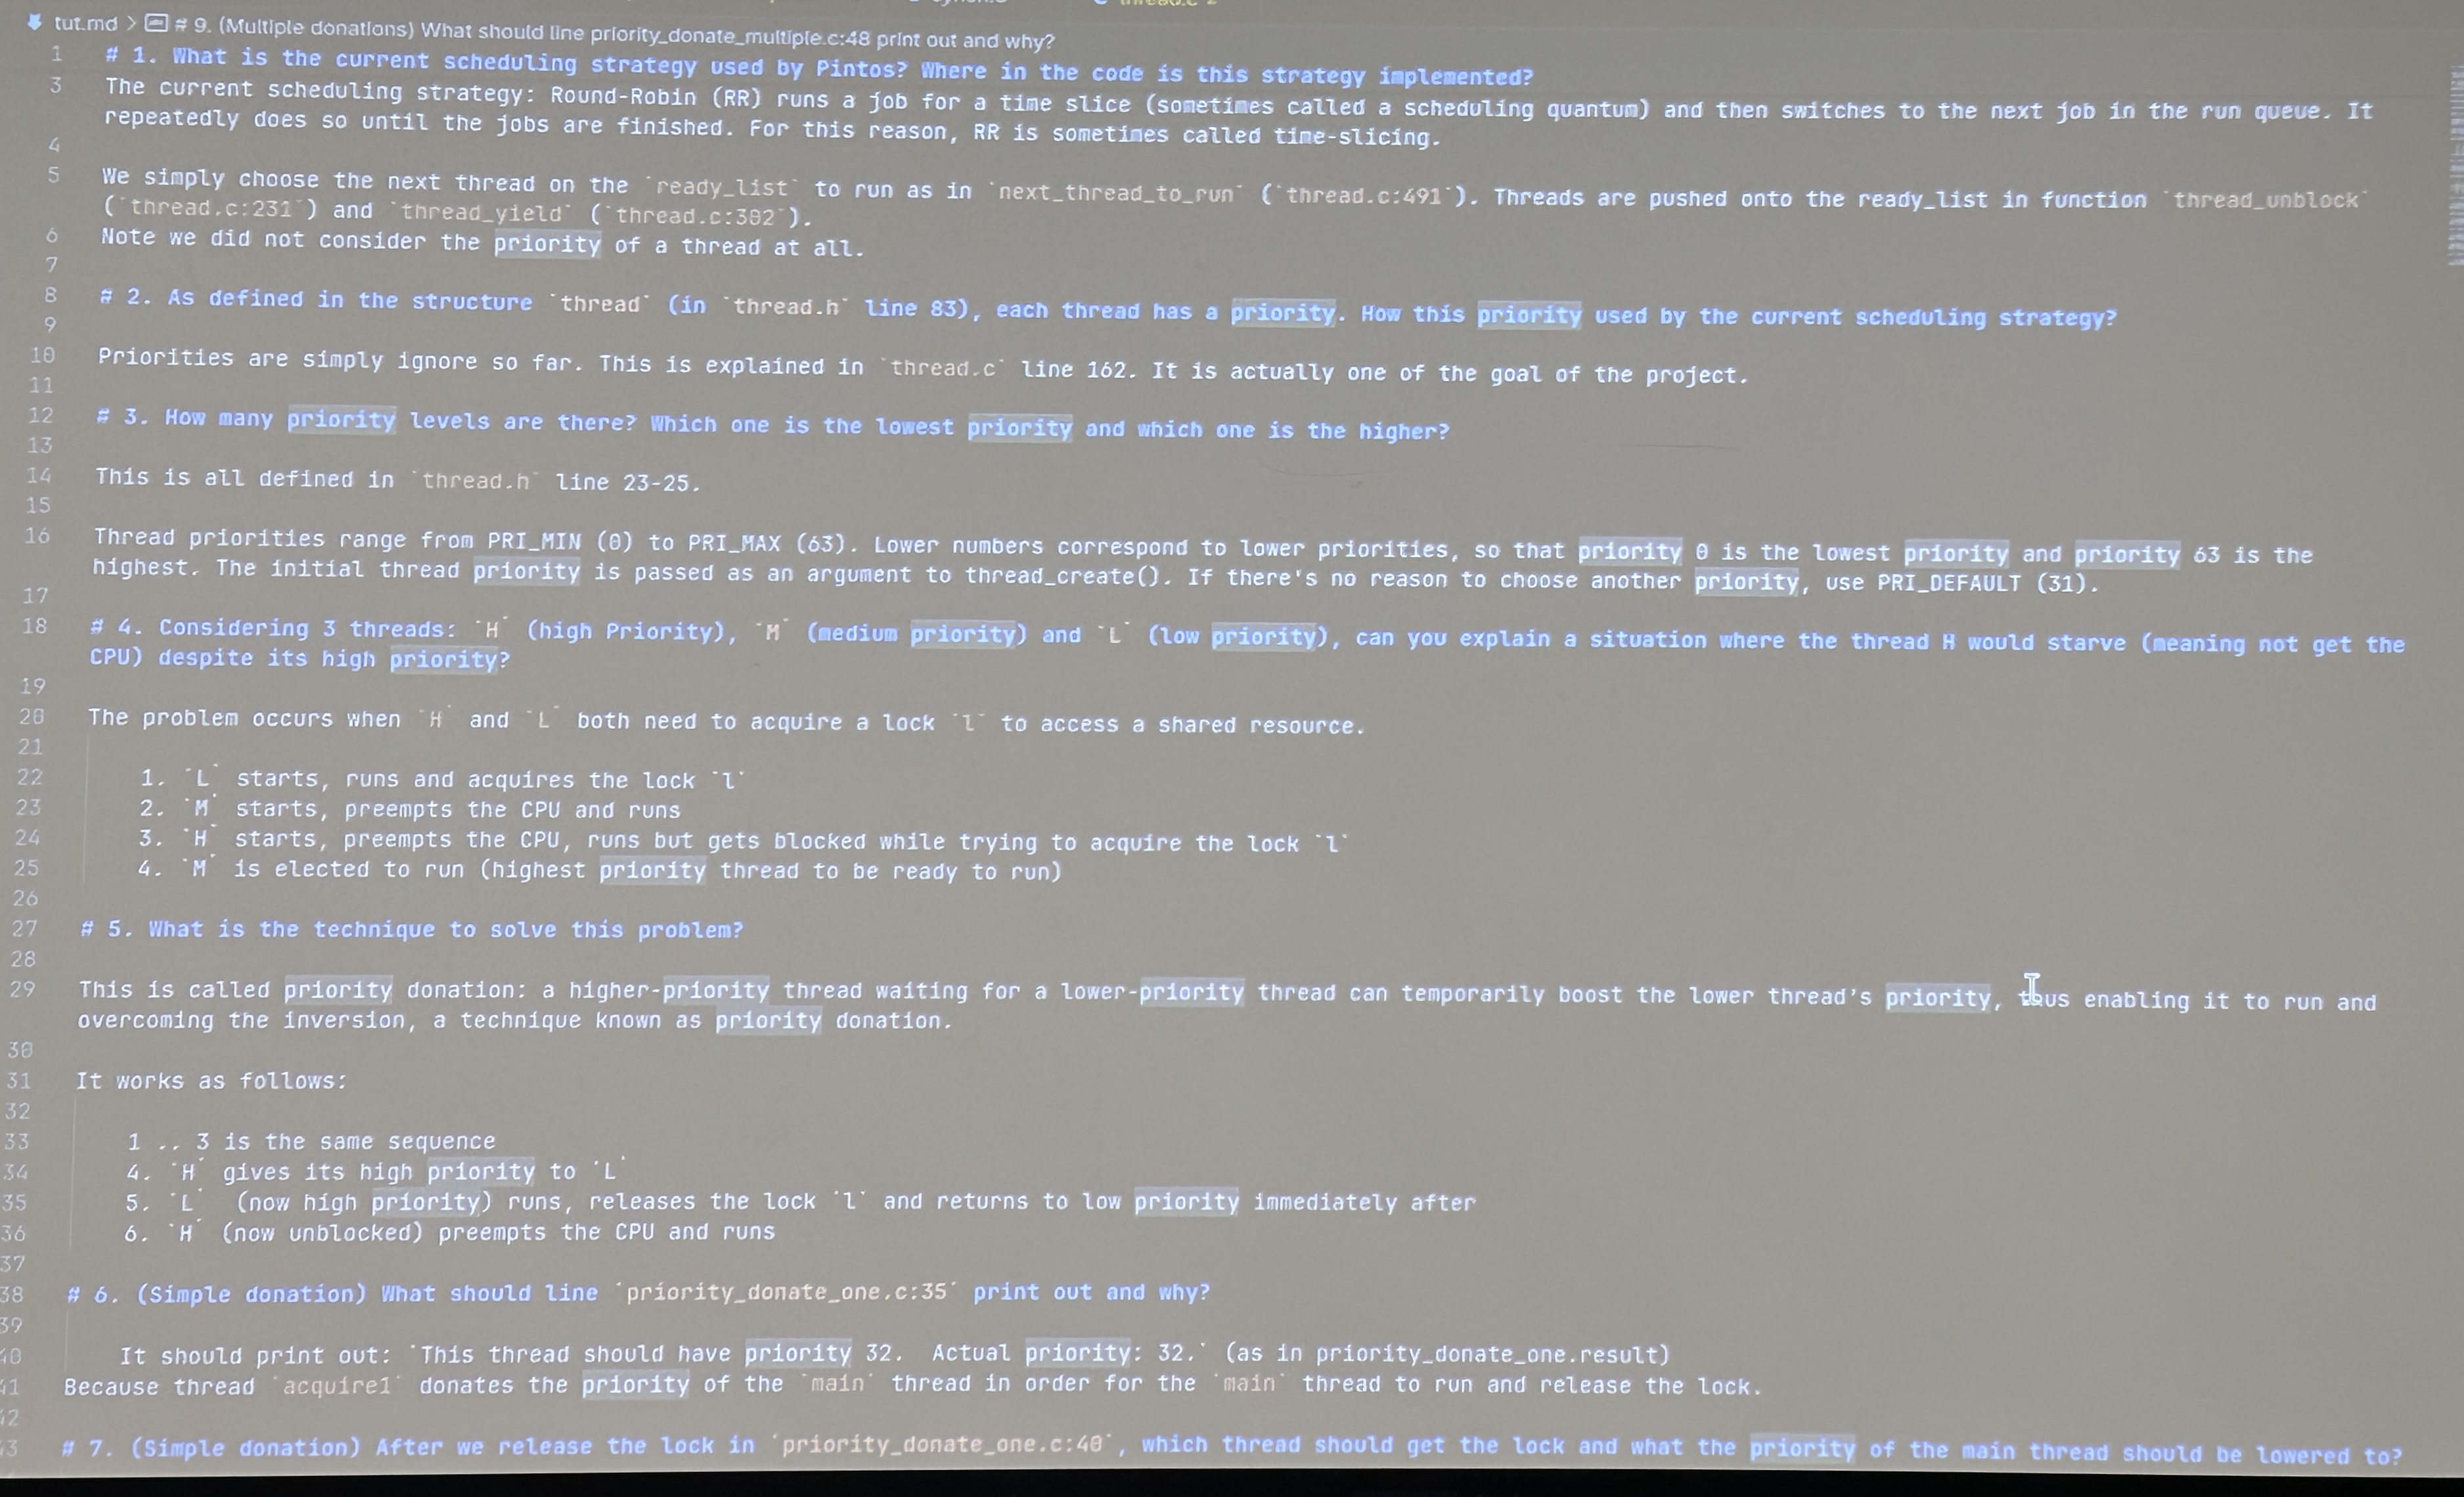 tut.md > # 9. (Multiple donations) What should line priority_donate_multiple.c:48 print out and why?
1 # 1. What is the current scheduling strategy used by Pintos? Where in the code is this strategy implemented?
3 The current scheduling strategy: Round-Robin (RR) runs a job for a time slice (sometimes called a scheduling quantum) and then switches to the next job in the run queue. It
repeatedly does so until the jobs are finished. For this reason, RR is sometimes called time-slicing.
4
5 We simply choose the next thread on the `ready_list` to run as in `next_thread_to_run` (`thread.c:491`). Threads are pushed onto the ready_list in function `thread_unblock`
(`thread.c:231`) and `thread_yield` (`thread.c:302`).
6 Note we did not consider the priority of a thread at all.
7
8 # 2. As defined in the structure `thread` (in `thread.h` line 83), each thread has a priority. How this priority used by the current scheduling strategy?
9
10 Priorities are simply ignore so far. This is explained in `thread.c` line 162. It is actually one of the goal of the project.
11
12 # 3. How many priority levels are there? Which one is the lowest priority and which one is the higher?
13
14 This is all defined in `thread.h` line 23-25.
15
16 Thread priorities range from PRI_MIN (0) to PRI_MAX (63). Lower numbers correspond to lower priorities, so that priority 0 is the lowest priority and priority 63 is the
highest. The initial thread priority is passed as an argument to thread_create(). If there's no reason to choose another priority, use PRI_DEFAULT (31).
17
18 # 4. Considering 3 threads: `H` (high Priority), `M` (medium priority) and `L` (low priority), can you explain a situation where the thread H would starve (meaning not get the
CPU) despite its high priority?
19
20 The problem occurs when `H` and `L` both need to acquire a lock `l` to access a shared resource.
21
22 1. `L` starts, runs and acquires the lock `l`
23 2. `M` starts, preempts the CPU and runs
24 3. `H` starts, preempts the CPU, runs but gets blocked while trying to acquire the lock `l`
25 4. `M` is elected to run (highest priority thread to be ready to run)
26
27 # 5. What is the technique to solve this problem?
28
29 This is called priority donation: a higher-priority thread waiting for a lower-priority thread can temporarily boost the lower thread's priority, thus enabling it to run and
overcoming the inversion, a technique known as priority donation.
30
31 It works as follows:
32
33 1 .. 3 is the same sequence
34 4. `H` gives its high priority to `L`
35 5. `L` (now high priority) runs, releases the lock `l` and returns to low priority immediately after
36 6. `H` (now unblocked) preempts the CPU and runs
37
38 # 6. (Simple donation) What should line `priority_donate_one.c:35` print out and why?
39
40 It should print out: `This thread should have priority 32.  Actual priority: 32.` (as in priority_donate_one.result)
41 Because thread `acquire1` donates the priority of the `main` thread in order for the `main` thread to run and release the lock.
42
43 # 7. (Simple donation) After we release the lock in `priority_donate_one.c:40`, which thread should get the lock and what the priority of the main thread should be lowered to?